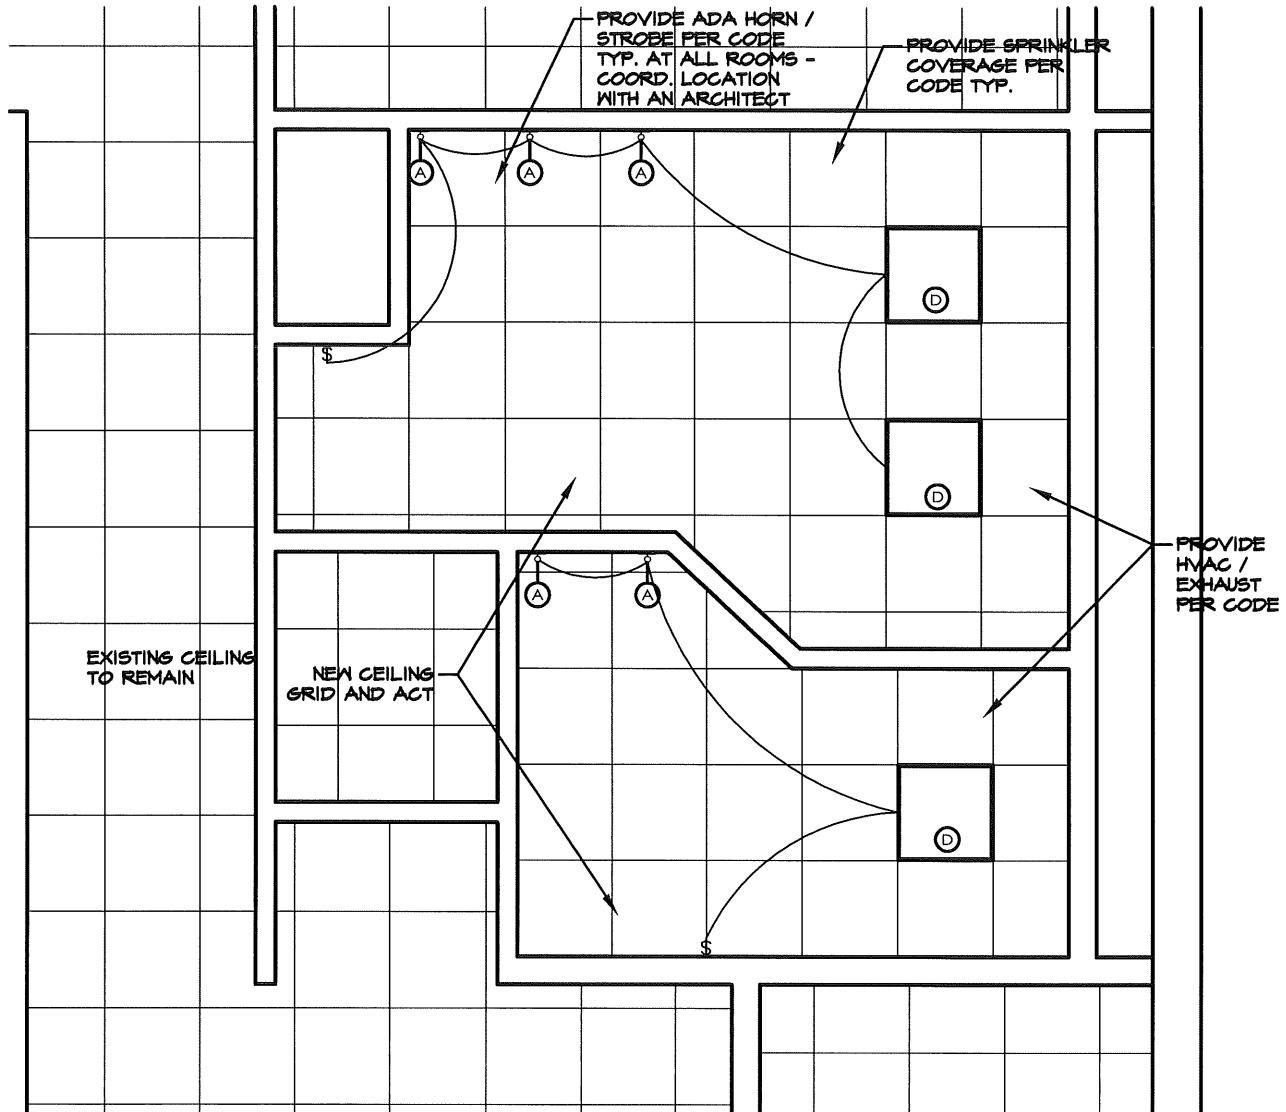 PROVIDE ADA HORN /
STROBE PER CODE
TYP. AT ALL ROOMS -
COORD. LOCATION
WITH AN ARCHITECT
PROVIDE SPRINKLER
COVERAGE PER
CODE TYP.
A
A
A
D
$
D
PROVIDE
HVAC /
EXHAUST
PER CODE
A
A
EXISTING CEILING
TO REMAIN
NEW CEILING
GRID AND ACT
D
$